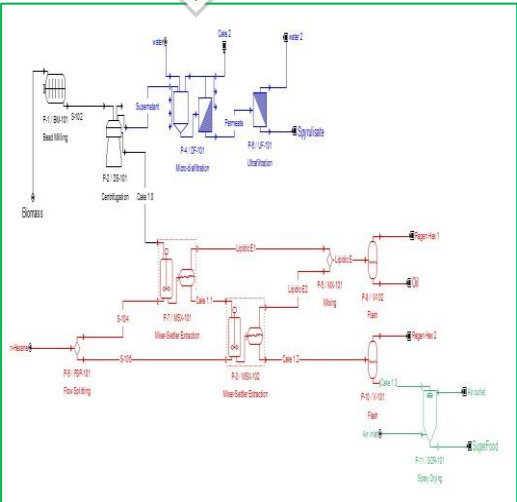 water
Cake 2
water 2
P-1 / BM-101
Bead Milling
S-102
Supernatant
P-4 / DF-101
Micro-diafiltration
Permeate
P-5 / UF-101
Ultrafiltration
Spyrulisate
P-2 / DS-101
Centrifugation
Cake 1.0
Biomass
Lipidic E1
Regen Hex 1
Lipidic E
Oil
P-6 / MX-101
Mixing
P-8 / V-102
Flash
Lipidic E2
Cake 1.1
S-104
P-7 / MSX-101
Mixer-Settler Extraction
n-Hexane
S-105
P-9 / FSP-101
Flow Splitting
P-3 / MSX-102
Mixer-Settler Extraction
Cake 1.2
Regen Hex 2
P-10 / V-101
Flash
Cake 1.3
Air outlet
Air inlet
SuperFood
P-11 / SDR-101
Spray Drying